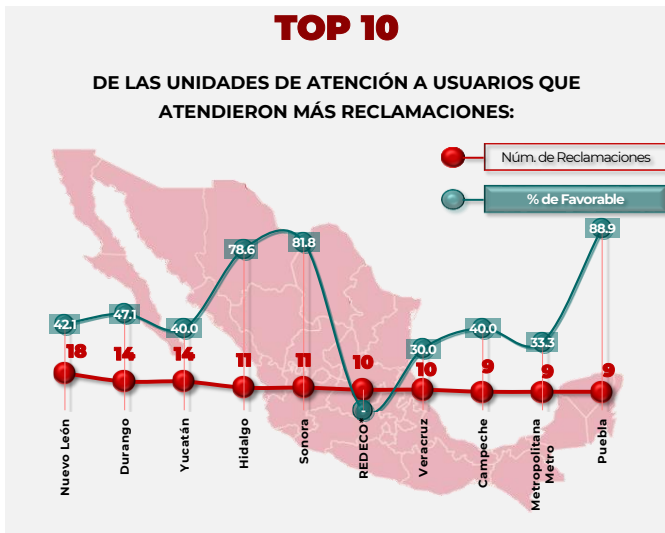 TOP 10
DE LAS UNIDADES DE ATENCIÓN A USUARIOS QUE
ATENDIERON MÁS RECLAMACIONES:
Núm. de Reclamaciones
% de Favorable
42.1
47.1
40.0
78.6
81.8
-
30.0
40.0
33.3
88.9
18
14
14
11
11
10
10
9
9
9
Nuevo León
Durango
Yucatán
Hidalgo
Sonora
REDECO*
Veracruz
Campeche
Metropolitana
Metro
Puebla